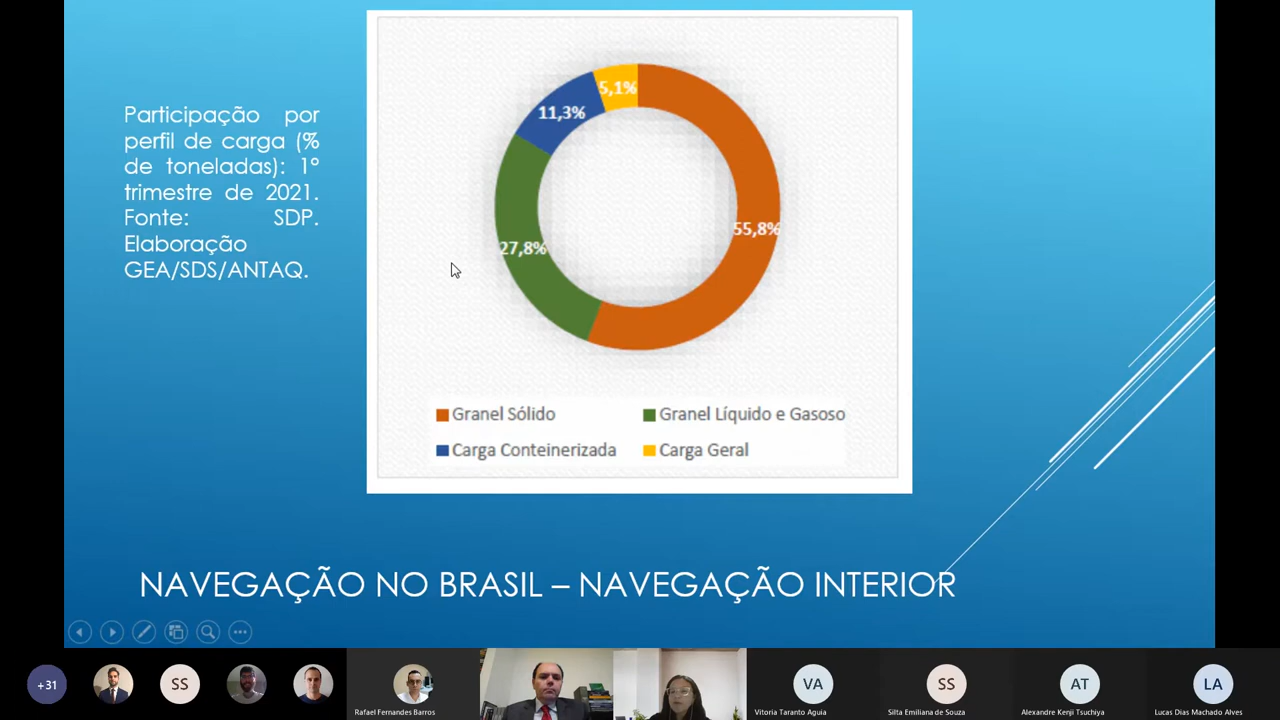 Participação por
perfil de carga (%
de toneladas): 1º
trimestre de 2021.
Fonte: SDP.
Elaboração
GEA/SDS/ANTAQ.
5,1%
11,3%
55,8%
27,8%
Granel Sólido
Granel Líquido e Gasoso
Carga Conteinerizada
Carga Geral
NAVEGAÇÃO NO BRASIL – NAVEGAÇÃO INTERIOR
+31
SS
VA
SS
AT
LA
Rafael Fernandes Barros
Vitoria Taranto Aguia
Silta Emiliana de Souza
Alexandre Kenji Tsuchiya
Lucas Dias Machado Alves